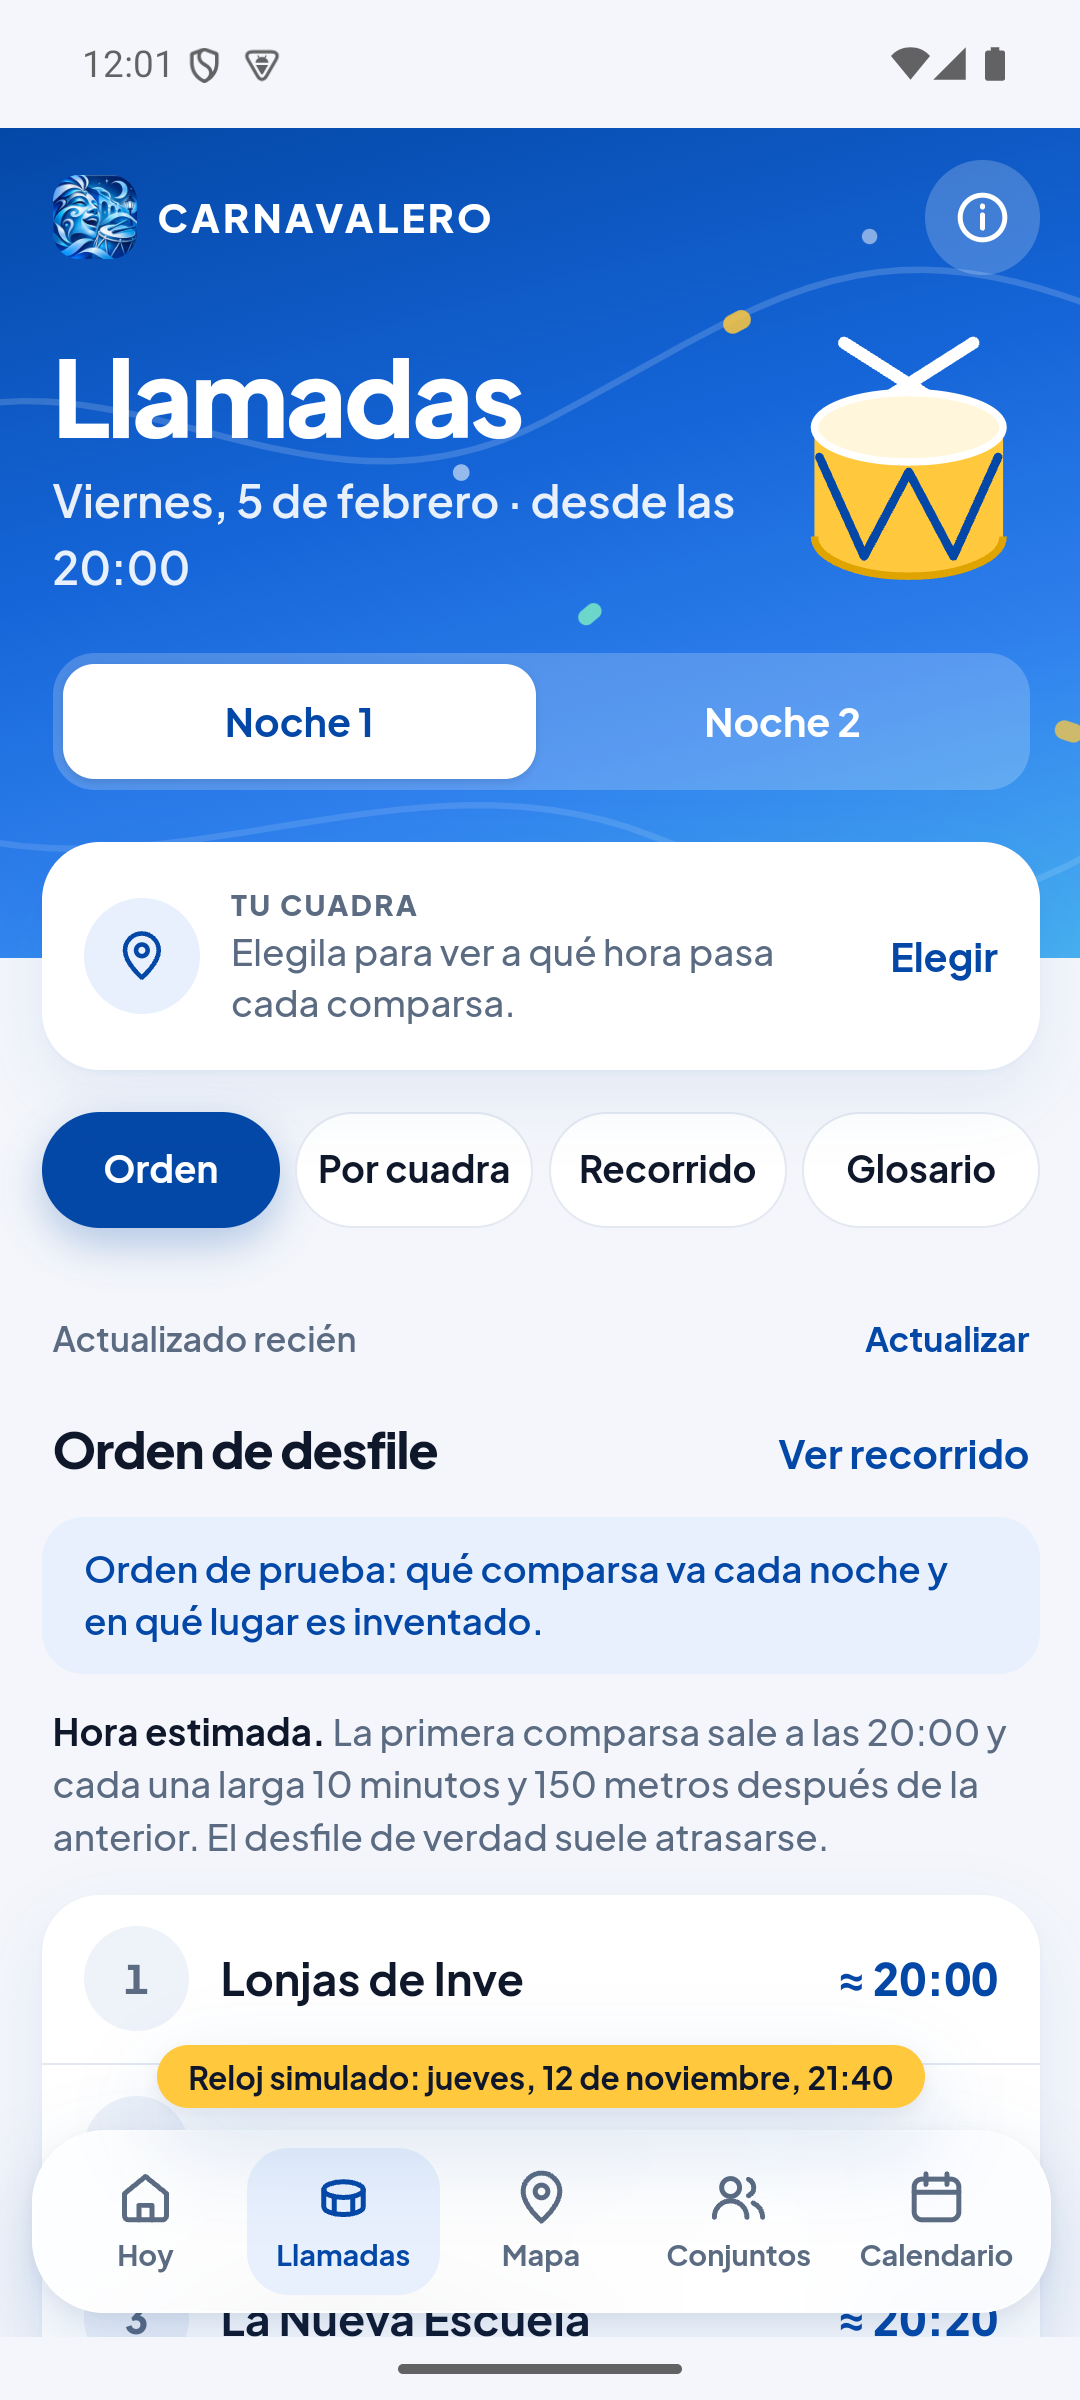 12:01
CARNAVALERO
Llamadas
Viernes, 5 de febrero · desde las
20:00
Noche 1
Noche 2
TU CUADRA
Elegila para ver a qué hora pasa
cada comparsa.
Elegir
Orden
Por cuadra
Recorrido
Glosario
Actualizado recién
Actualizar
Orden de desfile
Ver recorrido
Orden de prueba: qué comparsa va cada noche y
en qué lugar es inventado.
Hora estimada. La primera comparsa sale a las 20:00 y
cada una larga 10 minutos y 150 metros después de la
anterior. El desfile de verdad suele atrasarse.
1 Lonjas de Inve ≈ 20:00
Reloj simulado: jueves, 12 de noviembre, 21:40
Hoy
Llamadas
Mapa
Conjuntos
Calendario
3 La Nueva Escuela ≈ 20:20